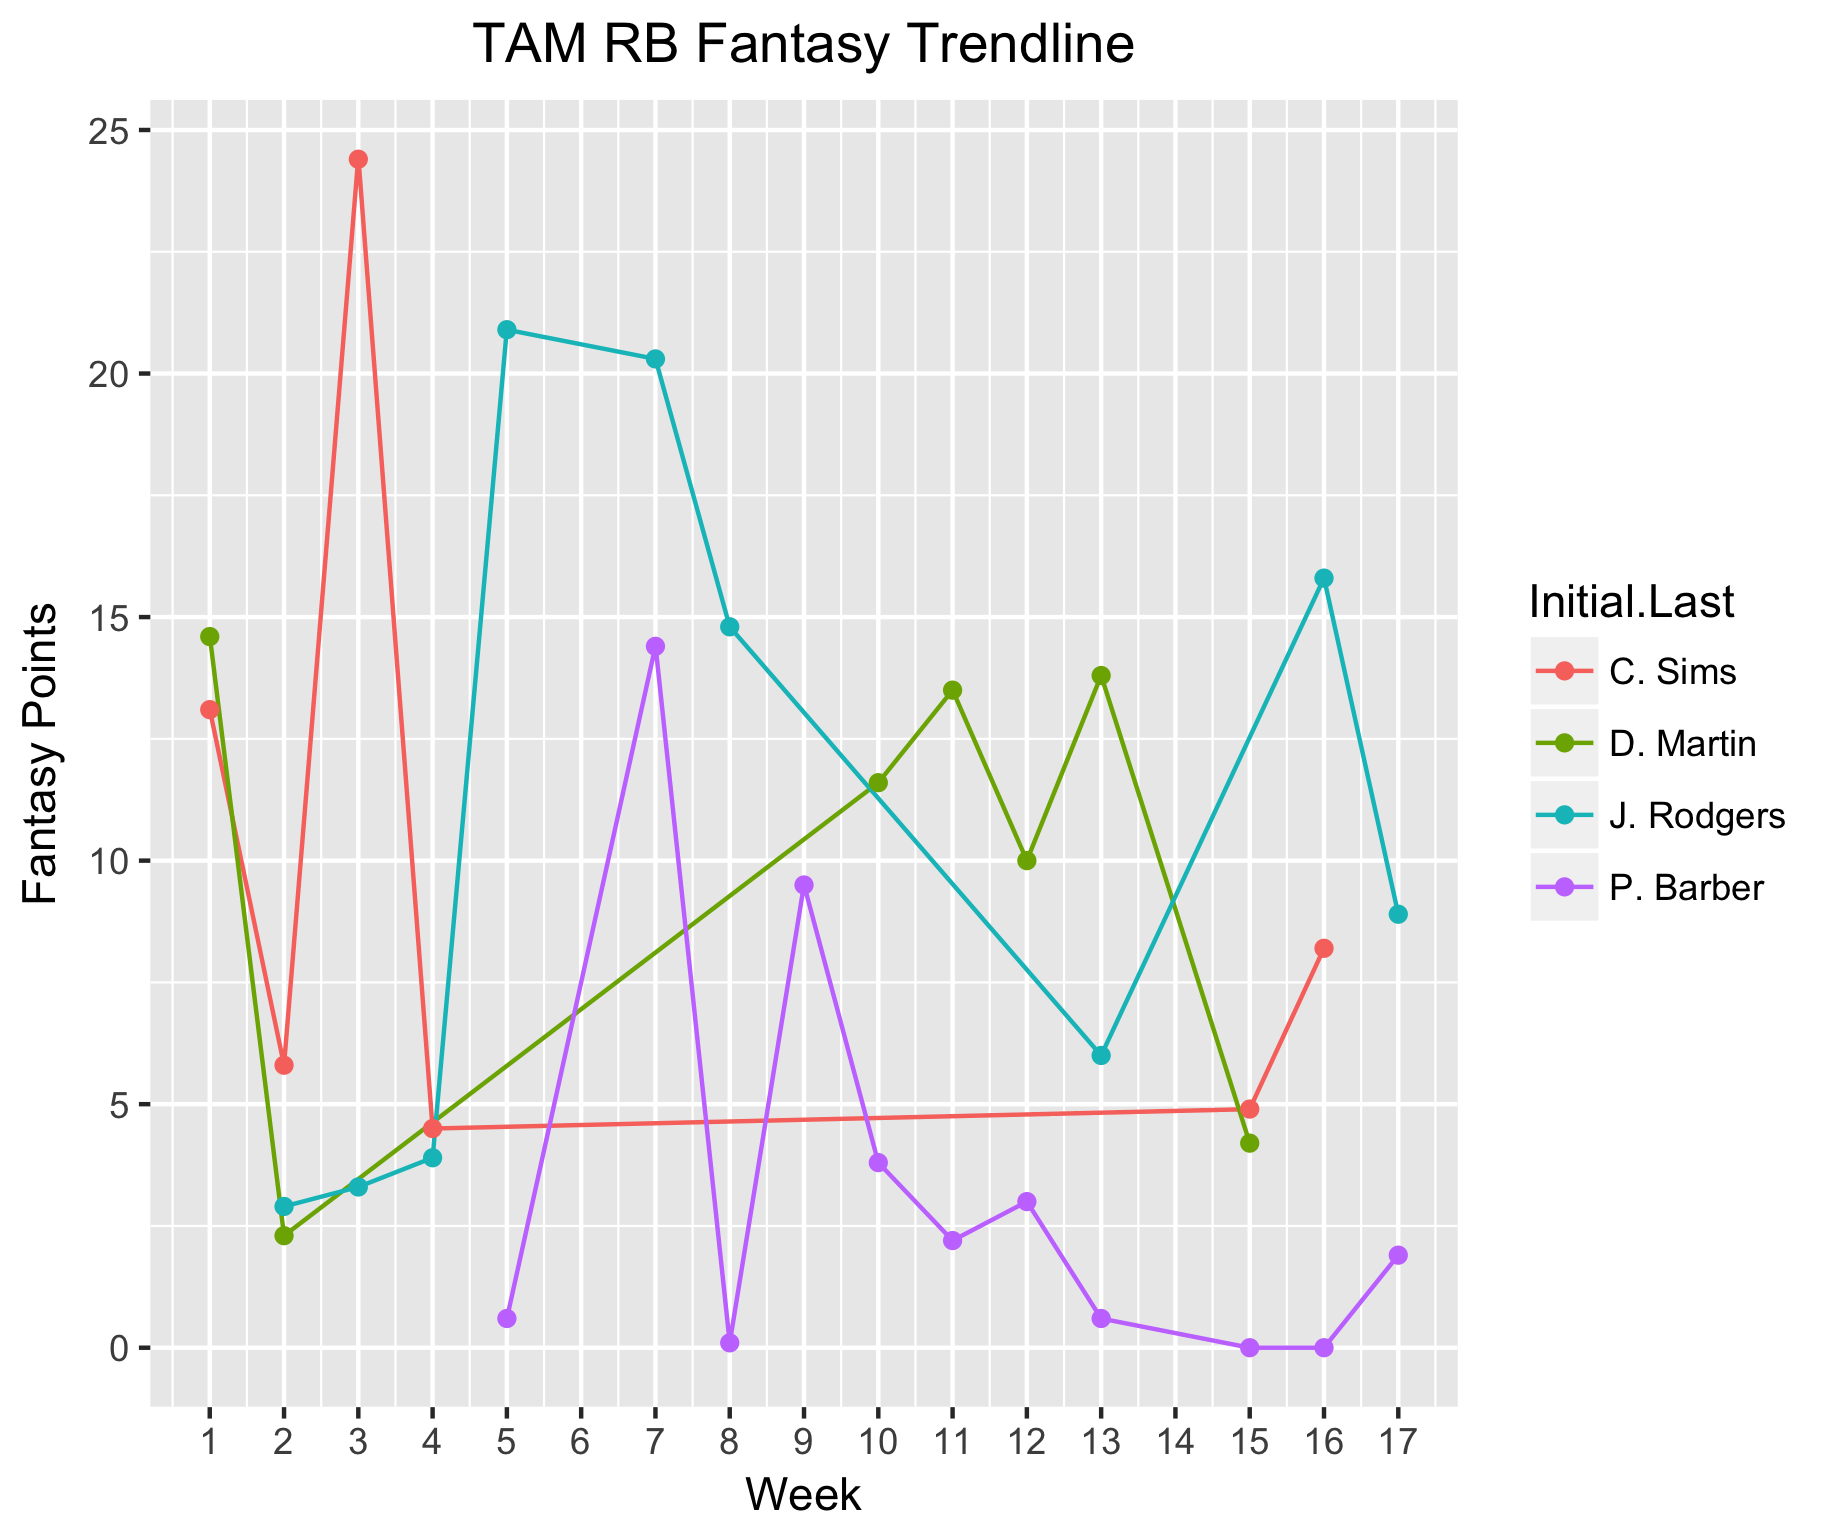 TAM RB Fantasy Trendline
25
20
15
10
5
0
Fantasy Points
1 2 3 4 5 6 7 8 9 10 11 12 13 14 15 16 17
Week
Initial.Last
C. Sims
D. Martin
J. Rodgers
P. Barber